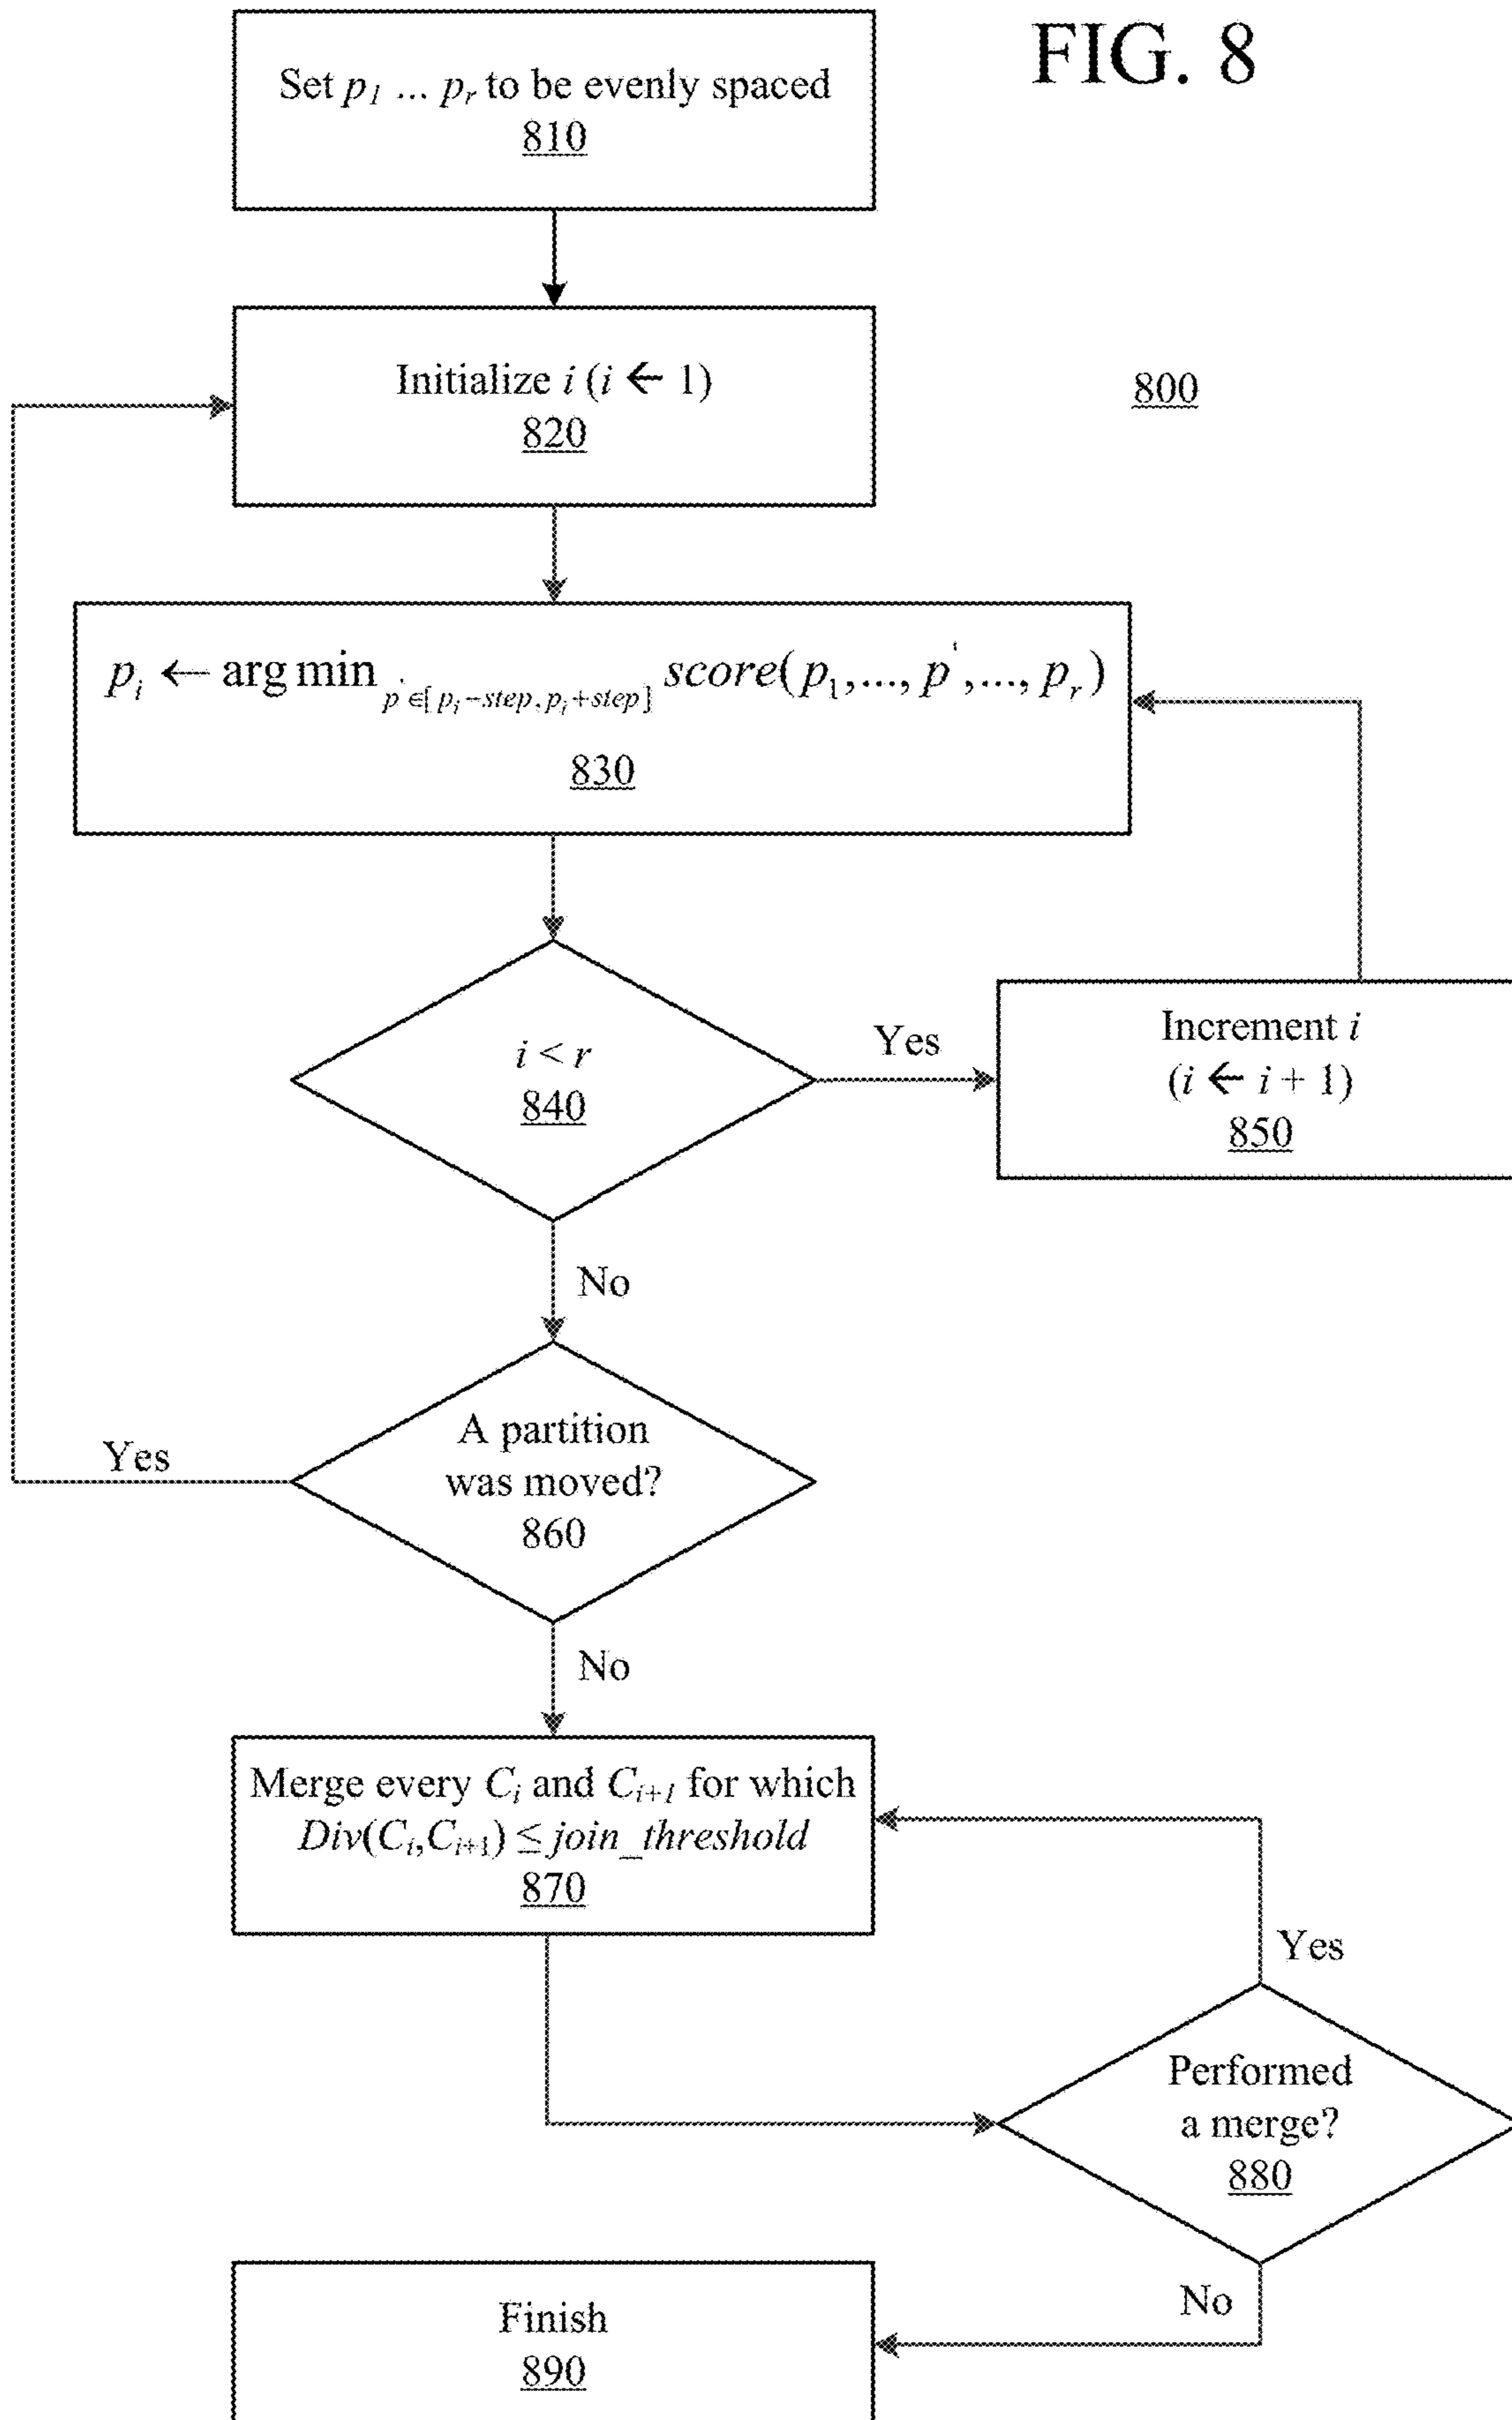 FIG. 8
Set p1 ... pr to be evenly spaced
810
Initialize i (i ← 1)
820
800
pi ← arg min p'∈[pi−step, pi+step] score(p1,..., p',..., pr)
830
i < r
840
Yes
Increment i
(i ← i + 1)
850
No
A partition
was moved?
860
Yes
No
Merge every Ci and Ci+1 for which
Div(Ci,Ci+1) ≤ join_threshold
870
Yes
Performed
a merge?
880
No
Finish
890